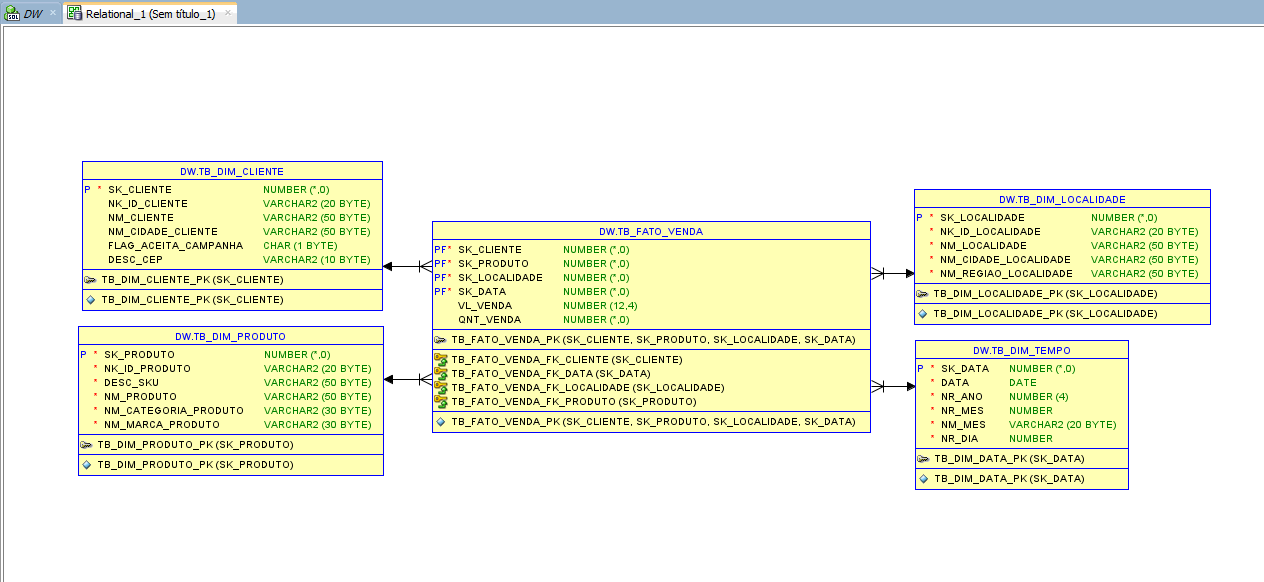 DW
Relational_1 (Sem título_1)
DW.TB_DIM_CLIENTE
P * SK_CLIENTE NUMBER (*,0)
NK_ID_CLIENTE VARCHAR2 (20 BYTE)
NM_CLIENTE VARCHAR2 (50 BYTE)
NM_CIDADE_CLIENTE VARCHAR2 (50 BYTE)
FLAG_ACEITA_CAMPANHA CHAR (1 BYTE)
DESC_CEP VARCHAR2 (10 BYTE)
TB_DIM_CLIENTE_PK (SK_CLIENTE)
TB_DIM_CLIENTE_PK (SK_CLIENTE)
DW.TB_DIM_PRODUTO
P * SK_PRODUTO NUMBER (*,0)
* NK_ID_PRODUTO VARCHAR2 (20 BYTE)
* DESC_SKU VARCHAR2 (50 BYTE)
* NM_PRODUTO VARCHAR2 (50 BYTE)
* NM_CATEGORIA_PRODUTO VARCHAR2 (30 BYTE)
* NM_MARCA_PRODUTO VARCHAR2 (30 BYTE)
TB_DIM_PRODUTO_PK (SK_PRODUTO)
TB_DIM_PRODUTO_PK (SK_PRODUTO)
DW.TB_FATO_VENDA
PF* SK_CLIENTE NUMBER (*,0)
PF* SK_PRODUTO NUMBER (*,0)
PF* SK_LOCALIDADE NUMBER (*,0)
PF* SK_DATA NUMBER (*,0)
VL_VENDA NUMBER (12,4)
QNT_VENDA NUMBER (*,0)
TB_FATO_VENDA_PK (SK_CLIENTE, SK_PRODUTO, SK_LOCALIDADE, SK_DATA)
TB_FATO_VENDA_FK_CLIENTE (SK_CLIENTE)
TB_FATO_VENDA_FK_DATA (SK_DATA)
TB_FATO_VENDA_FK_LOCALIDADE (SK_LOCALIDADE)
TB_FATO_VENDA_FK_PRODUTO (SK_PRODUTO)
TB_FATO_VENDA_PK (SK_CLIENTE, SK_PRODUTO, SK_LOCALIDADE, SK_DATA)
DW.TB_DIM_LOCALIDADE
P * SK_LOCALIDADE NUMBER (*,0)
* NK_ID_LOCALIDADE VARCHAR2 (20 BYTE)
* NM_LOCALIDADE VARCHAR2 (50 BYTE)
* NM_CIDADE_LOCALIDADE VARCHAR2 (50 BYTE)
* NM_REGIAO_LOCALIDADE VARCHAR2 (50 BYTE)
TB_DIM_LOCALIDADE_PK (SK_LOCALIDADE)
TB_DIM_LOCALIDADE_PK (SK_LOCALIDADE)
DW.TB_DIM_TEMPO
P * SK_DATA NUMBER (*,0)
* DATA DATE
* NR_ANO NUMBER (4)
* NR_MES NUMBER
* NM_MES VARCHAR2 (20 BYTE)
* NR_DIA NUMBER
TB_DIM_DATA_PK (SK_DATA)
TB_DIM_DATA_PK (SK_DATA)